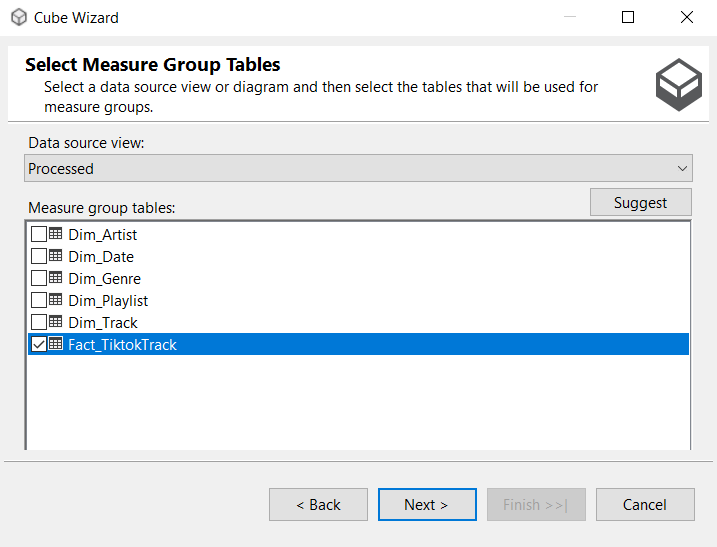 Cube Wizard
Select Measure Group Tables
Select a data source view or diagram and then select the tables that will be used for
measure groups.
Data source view:
Processed
Suggest
Measure group tables:
Dim_Artist
Dim_Date
Dim_Genre
Dim_Playlist
Dim_Track
Fact_TiktokTrack
< Back
Next >
Finish >>|
Cancel